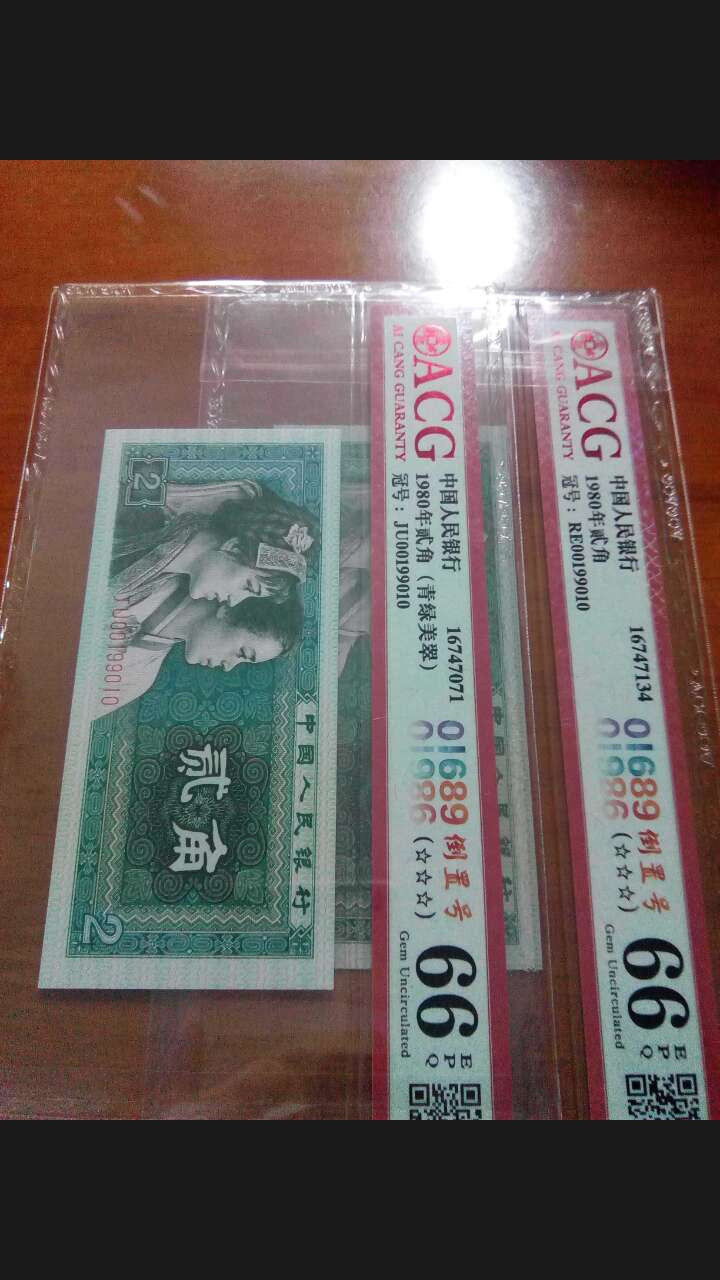 ACG
AI CANG GUARANTY
中国人民银行 16747134
1980年贰角
冠号：RE00199010
01689
01986
倒置号
(☆☆☆)
66
EPQ
Gem Uncirculated
ACG
AI CANG GUARANTY
中国人民银行 16747071
1980年贰角（青绿美翠）
冠号：JU00199010
01689
01986
倒置号
(☆☆☆)
66
EPQ
Gem Uncirculated
中國人民銀行
贰角
2
2
JU00199010